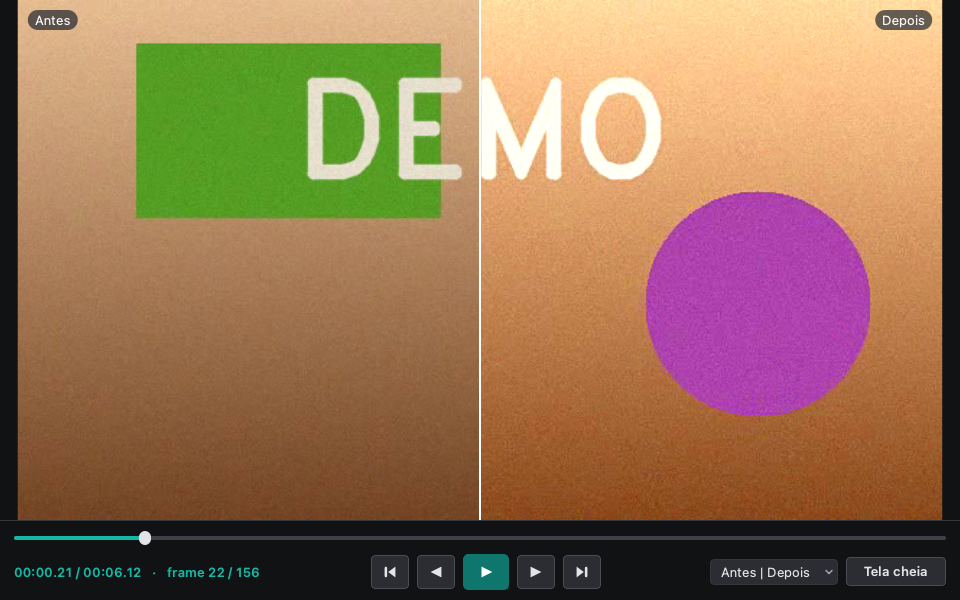 Antes
Depois
DEMO
00:00.21 / 00:06.12 · frame 22 / 156
Antes | Depois
Tela cheia